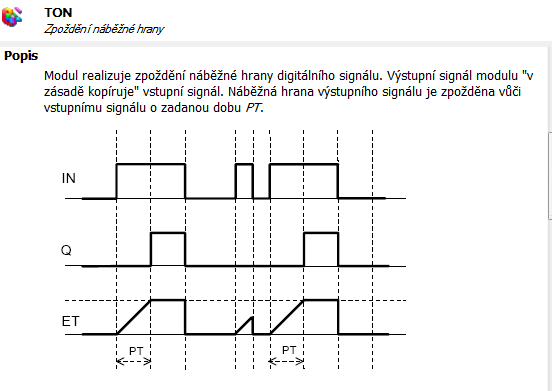 TON
Zpoždění náběžné hrany
Popis
Modul realizuje zpoždění náběžné hrany digitálního signálu. Výstupní signál modulu "v
zásadě kopíruje" vstupní signál. Náběžná hrana výstupního signálu je zpožděna vůči
vstupnímu signálu o zadanou dobu PT.
IN
Q
ET
PT
PT